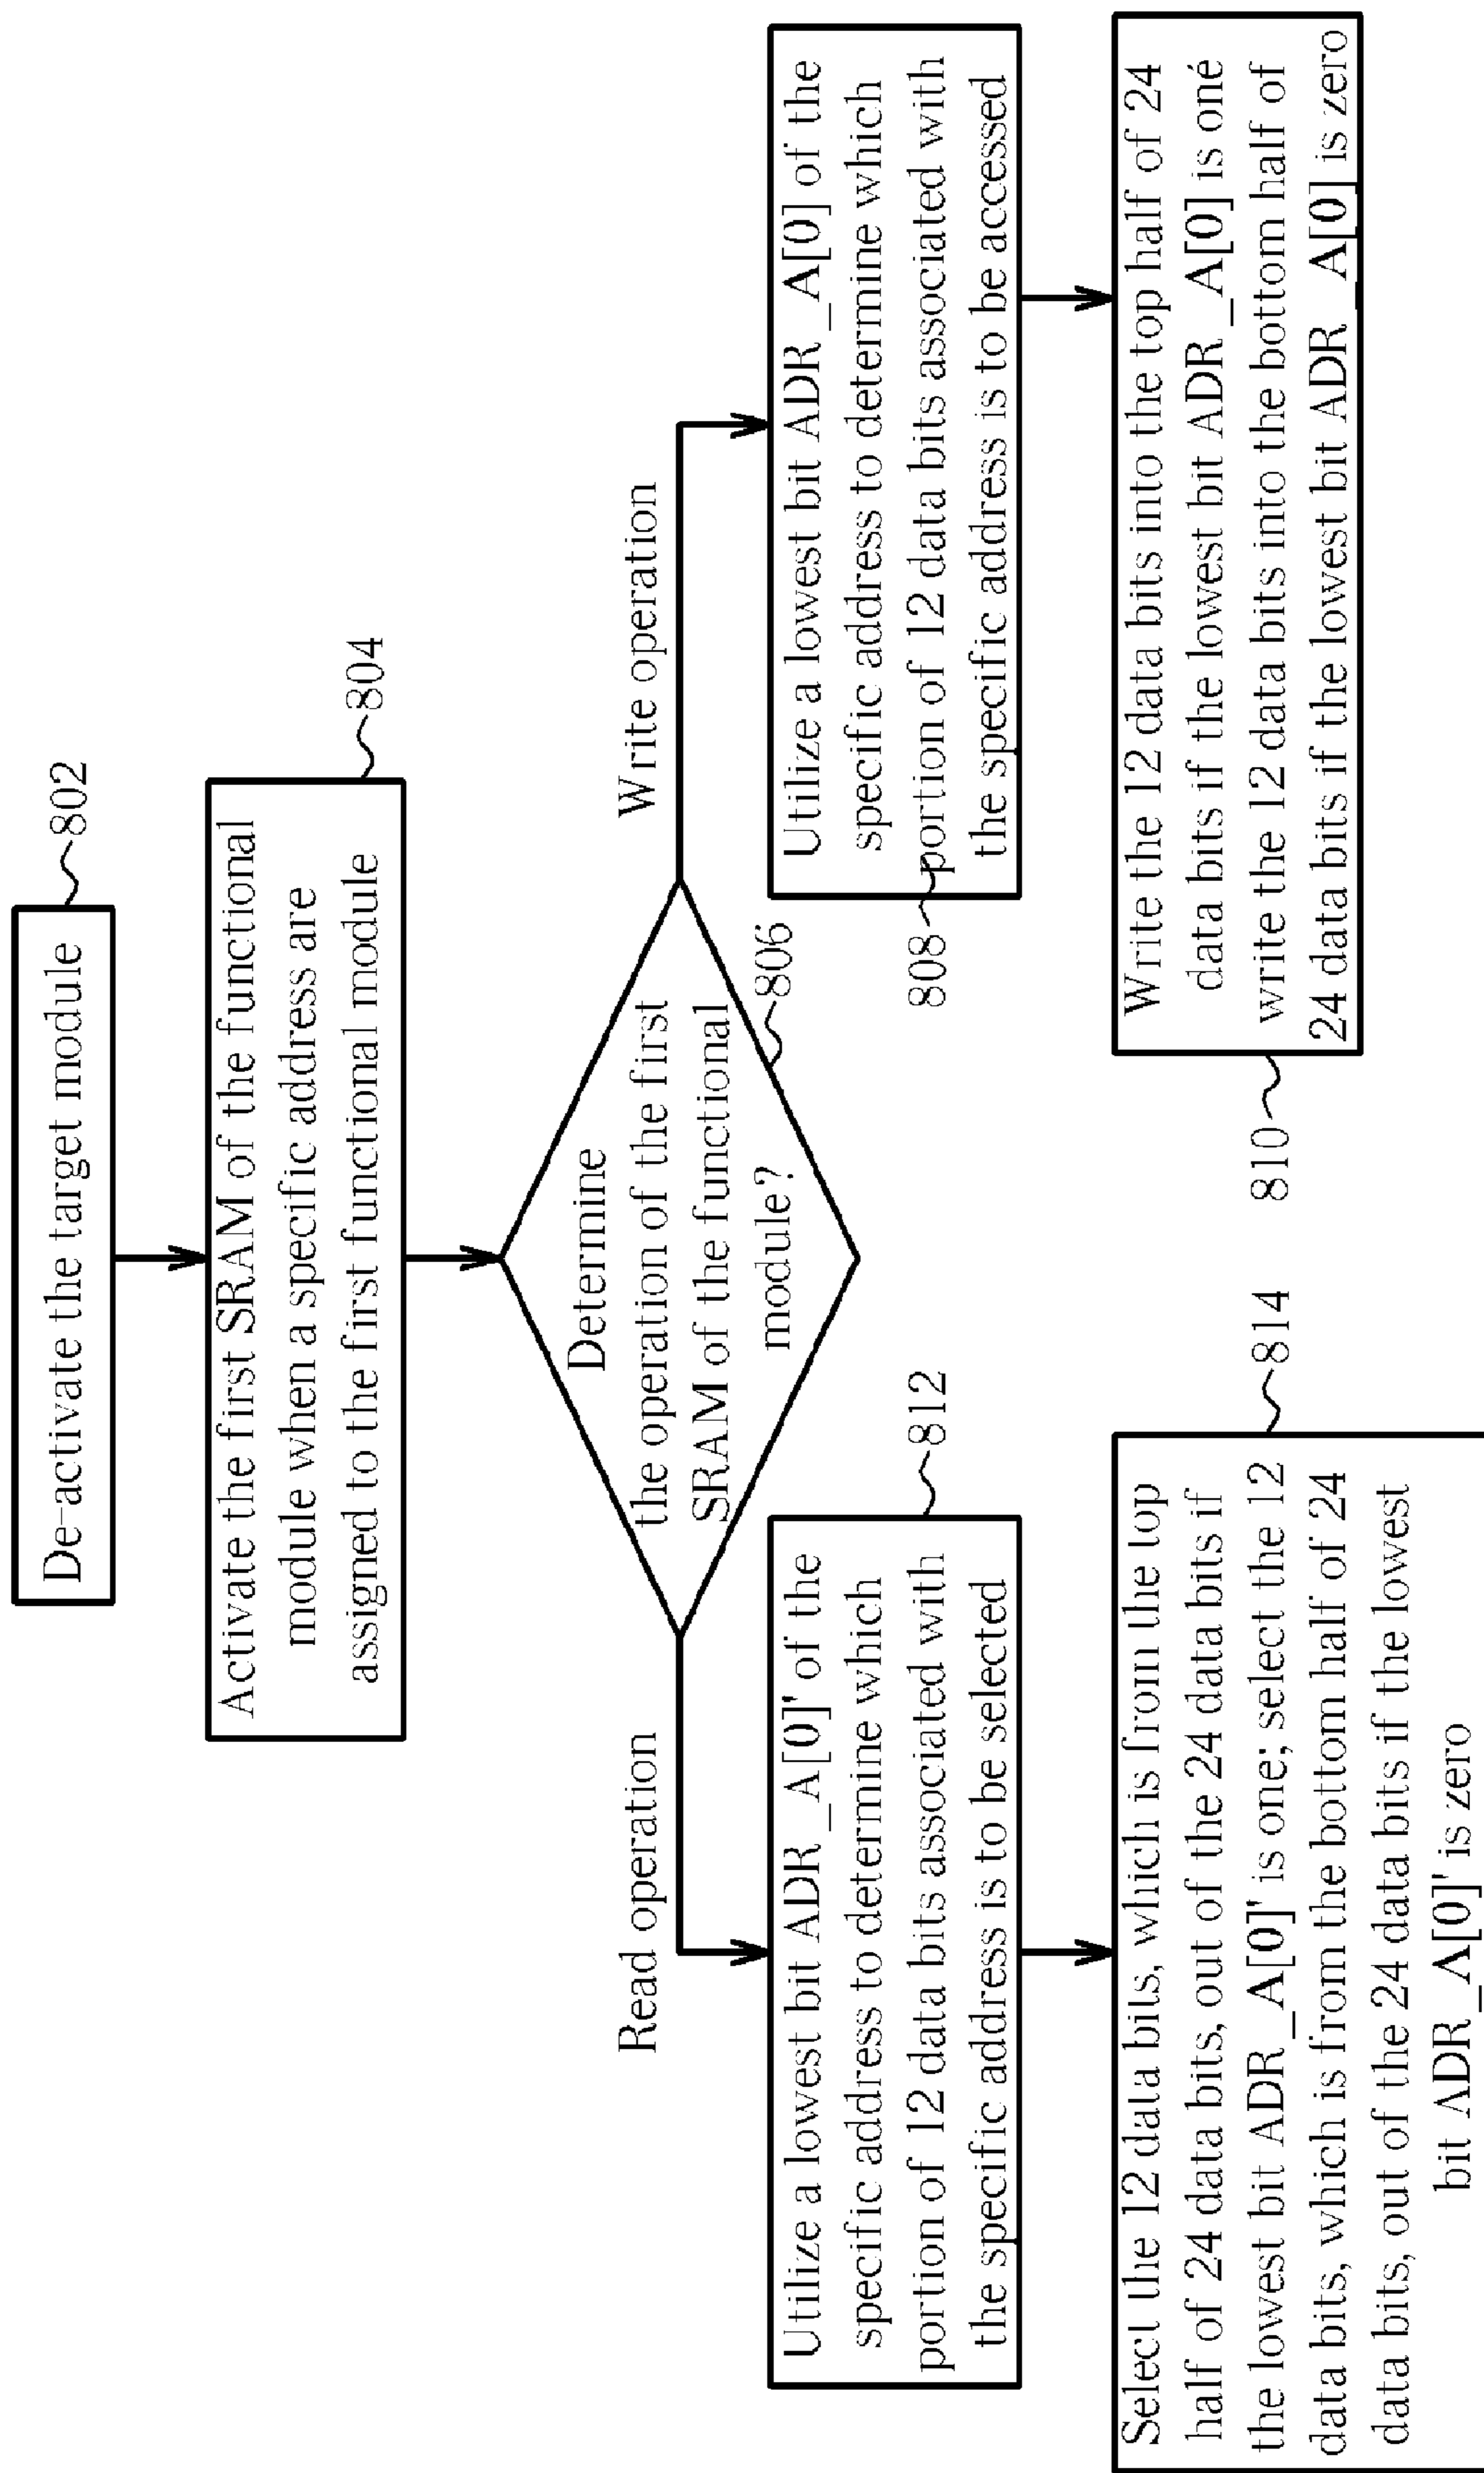 De-activate the target module
802
Activate the first SRAM of the functional
module when a specific address are
assigned to the first functional module
804
Determine
the operation of the first
SRAM of the functional
module?
806
Read operation
Write operation
Utilize a lowest bit ADR_A[0]' of the
specific address to determine which
portion of 12 data bits associated with
the specific address is to be selected
812
Utilize a lowest bit ADR_A[0] of the
specific address to determine which
portion of 12 data bits associated with
the specific address is to be accessed
808
Select the 12 data bits, which is from the top
half of 24 data bits, out of the 24 data bits if
the lowest bit ADR_A[0]' is one; select the 12
data bits, which is from the bottom half of 24
data bits, out of the 24 data bits if the lowest
bit ADR_A[0]' is zero
814
Write the 12 data bits into the top half of 24
data bits if the lowest bit ADR_A[0] is one
write the 12 data bits into the bottom half of
24 data bits if the lowest bit ADR_A[0] is zero
810